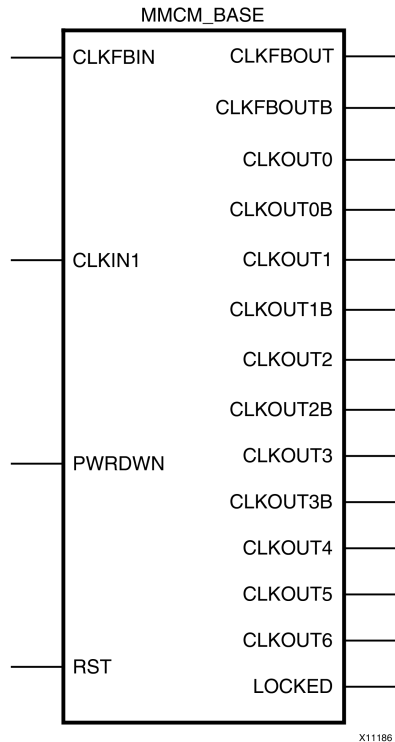 MMCM_BASE
CLKFBIN
CLKFBOUT
CLKFBOUTB
CLKOUT0
CLKOUT0B
CLKIN1
CLKOUT1
CLKOUT1B
CLKOUT2
CLKOUT2B
PWRDWN
CLKOUT3
CLKOUT3B
CLKOUT4
CLKOUT5
CLKOUT6
RST
LOCKED
X11186